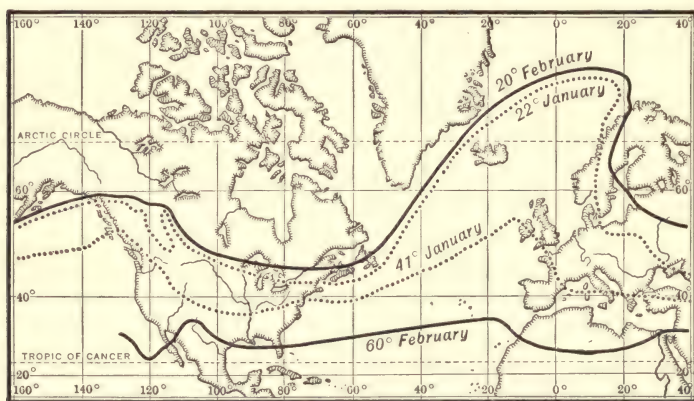 160° 140° 120° 100° 80° 60° 40° 20° 0° 20° 40
20° February
22° January
ARCTIC CIRCLE
60° 60°
41° January
40° 40°
60° February
TROPIC OF CANCER
20° 20°
160° 140° 120° 100° 80° 60° 40° 20° 0° 20° 40